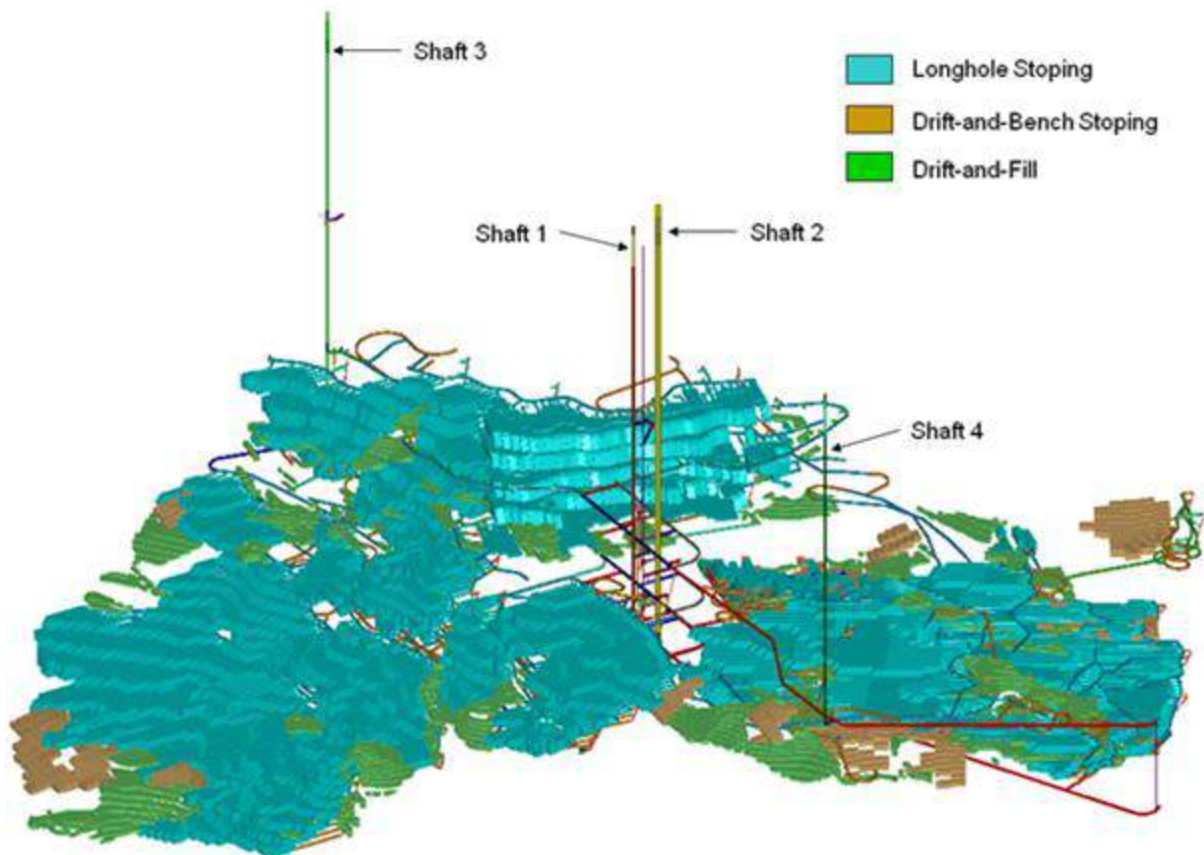 Shaft 3
Longhole Stoping
Drift-and-Bench Stoping
Drift-and-Fill
Shaft 1
Shaft 2
Shaft 4